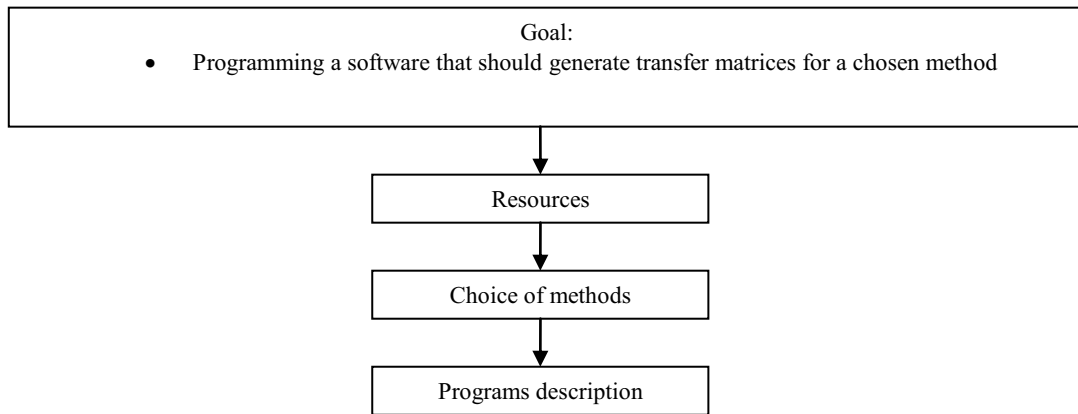 Goal:
• Programming a software that should generate transfer matrices for a chosen method
Resources
Choice of methods
Programs description